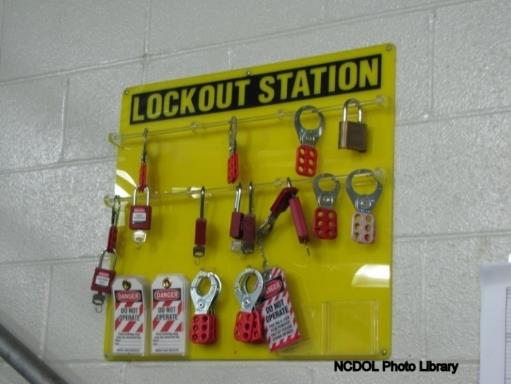 LOCKOUT STATION
DANGER
DO NOT
OPERATE
DANGER
DO NOT
OPERATE
DANGER
DO NOT
OPERATE
NCDOL Photo Library